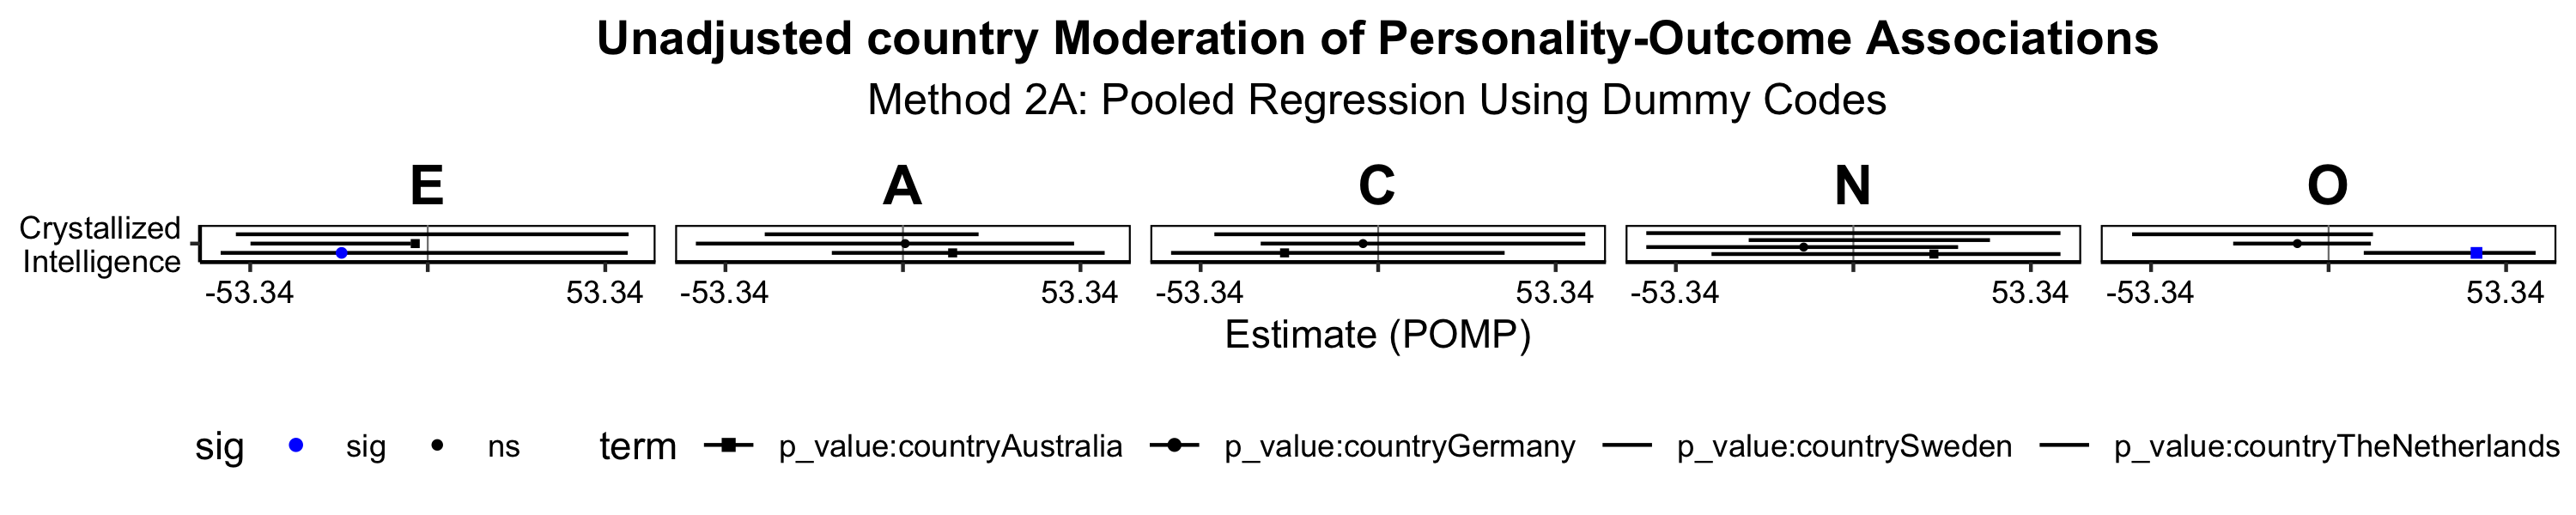 Unadjusted country Moderation of Personality-Outcome Associations
Method 2A: Pooled Regression Using Dummy Codes
E A C N O
Crystallized
Intelligence
-53.34 53.34 -53.34 53.34 -53.34 53.34 -53.34 53.34 -53.34 53.34
Estimate (POMP)
sig sig ns term p_value:countryAustralia p_value:countryGermany p_value:countrySweden p_value:countryTheNetherlands